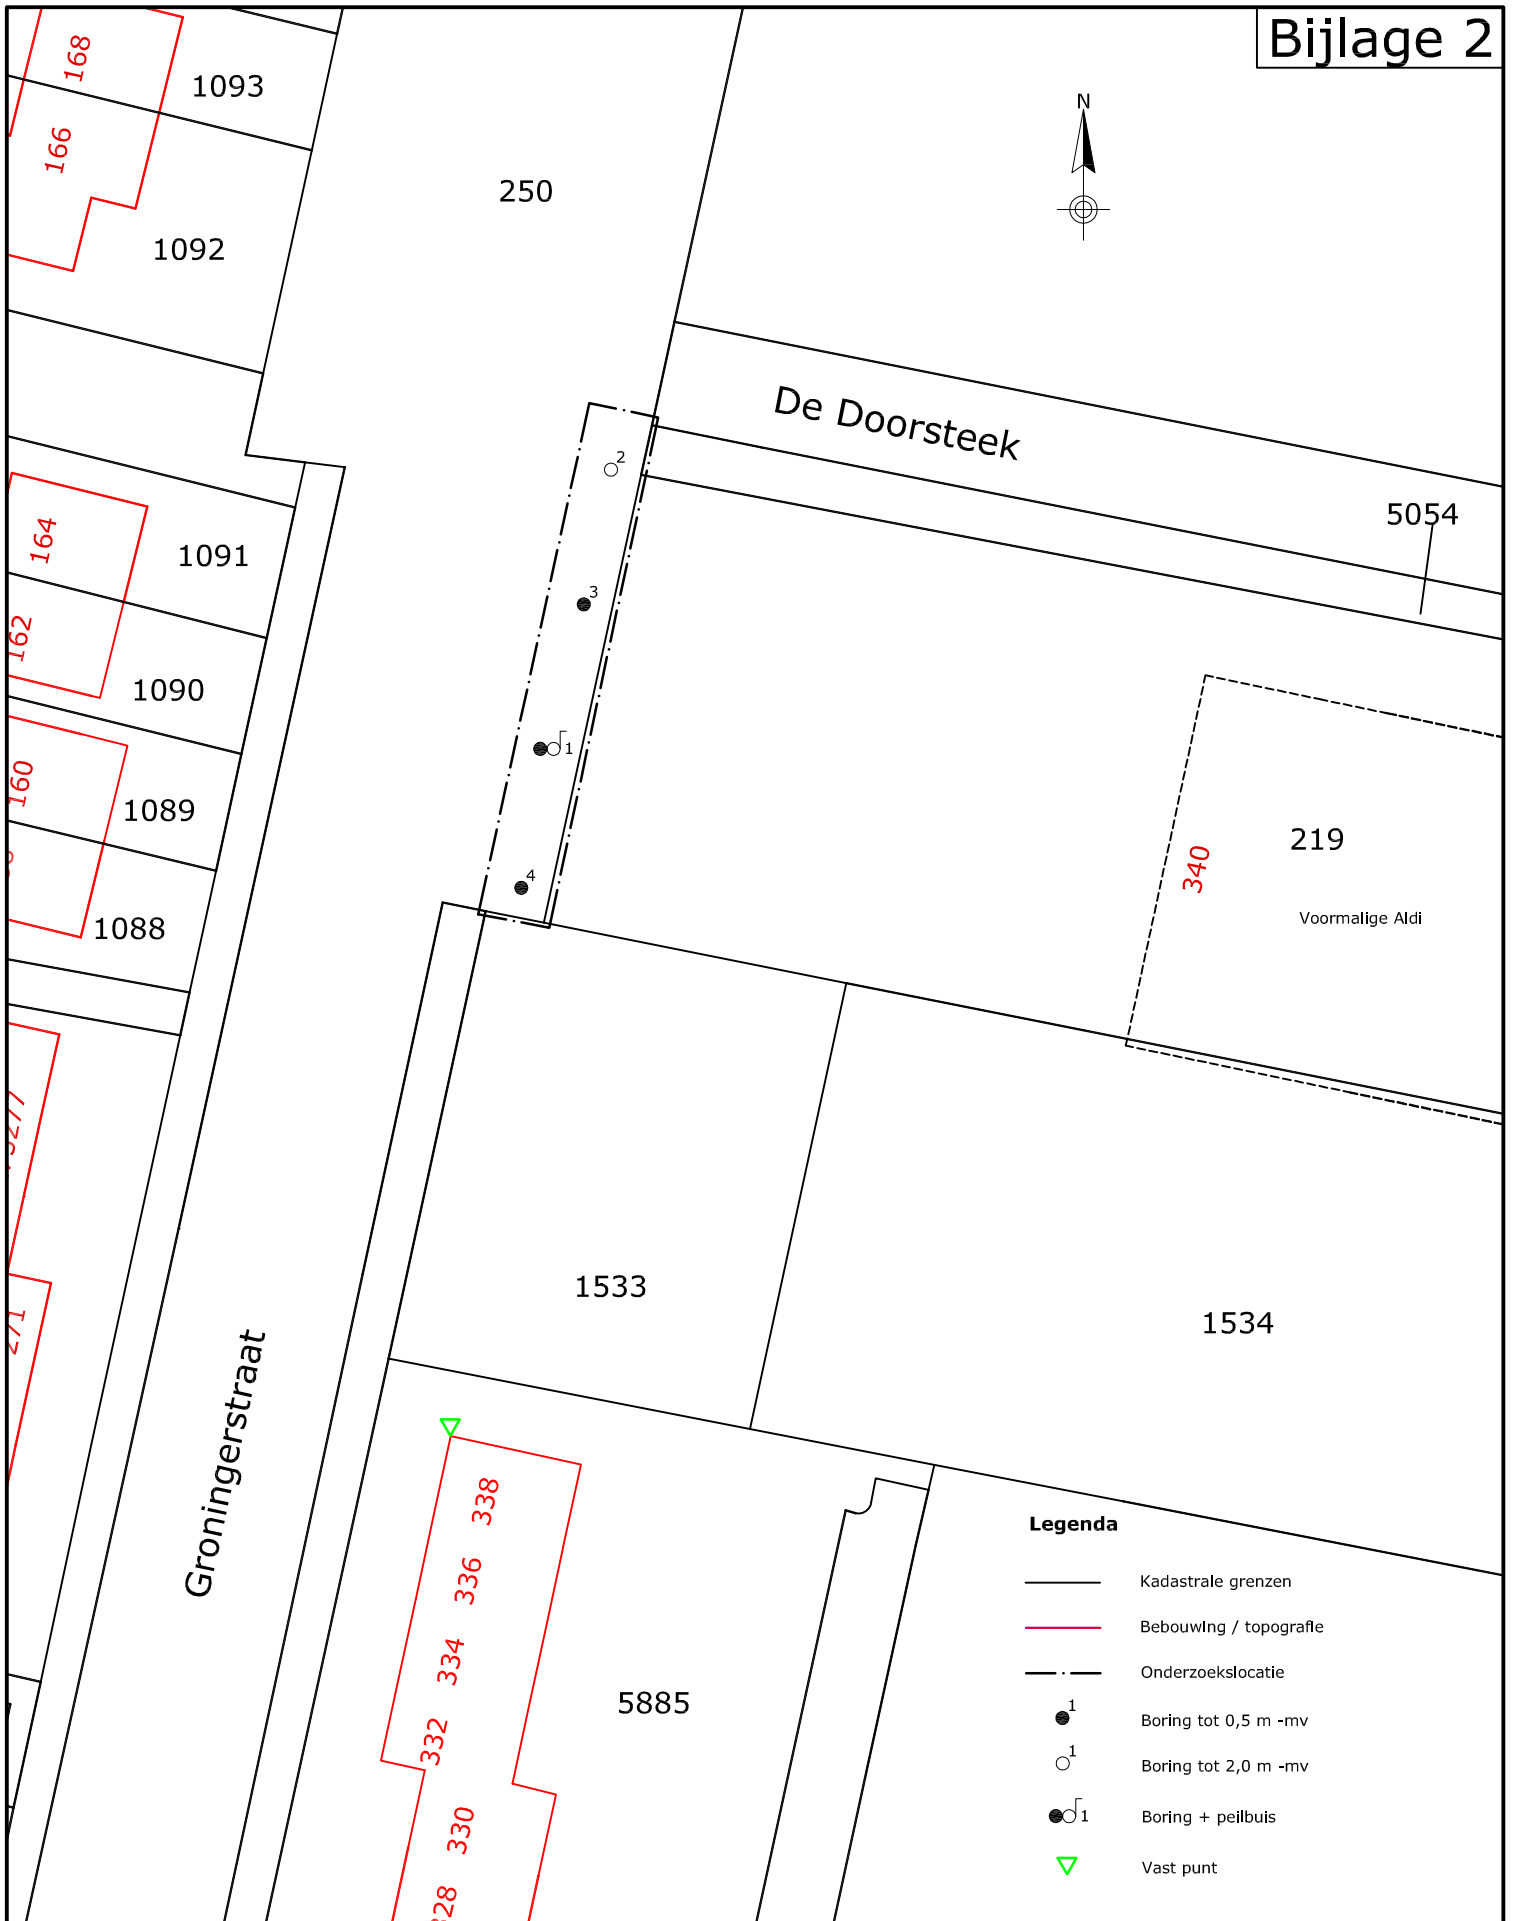 Bijlage 2
168
1093
N
166
250
1092
De Doorsteek
2
5054
164
1091
3
162
1090
1
160
1089
219
340
4
Voormalige Aldi
1088
1533
271
1534
Groningerstraat
338
336
334
332
330
5885
Legenda
Kadastrale grenzen
Bebouwing / topografie
Onderzoekslocatie
1
Boring tot 0,5 m -mv
1
Boring tot 2,0 m -mv
1
Boring + peilbuis
Vast punt